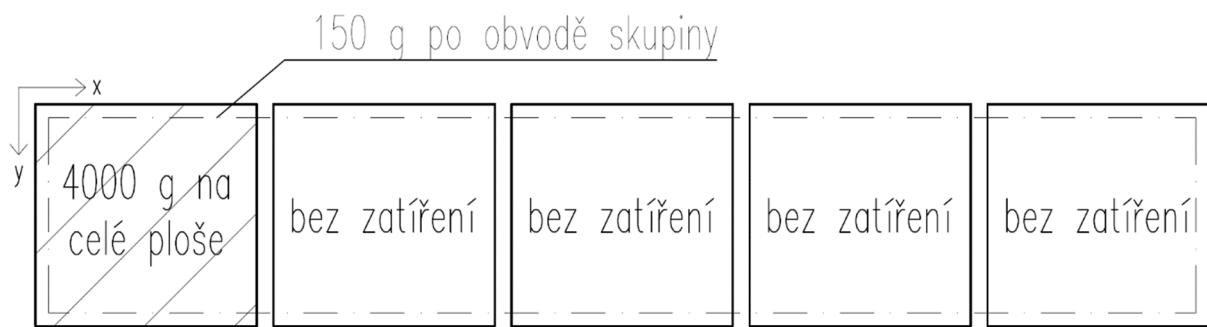 150 g po obvodě skupiny
x
y
4000 g na
celé ploše
bez zatíření
bez zatíření
bez zatíření
bez zatíření